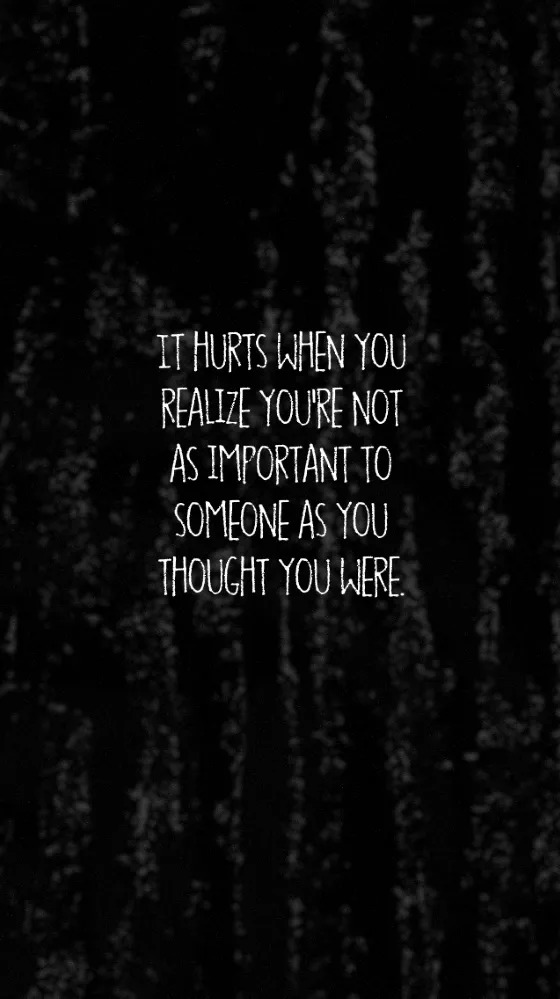 IT HURTS WHEN YOU
REALIZE YOU'RE NOT
AS IMPORTANT TO
SOMEONE AS YOU
THOUGHT YOU WERE.